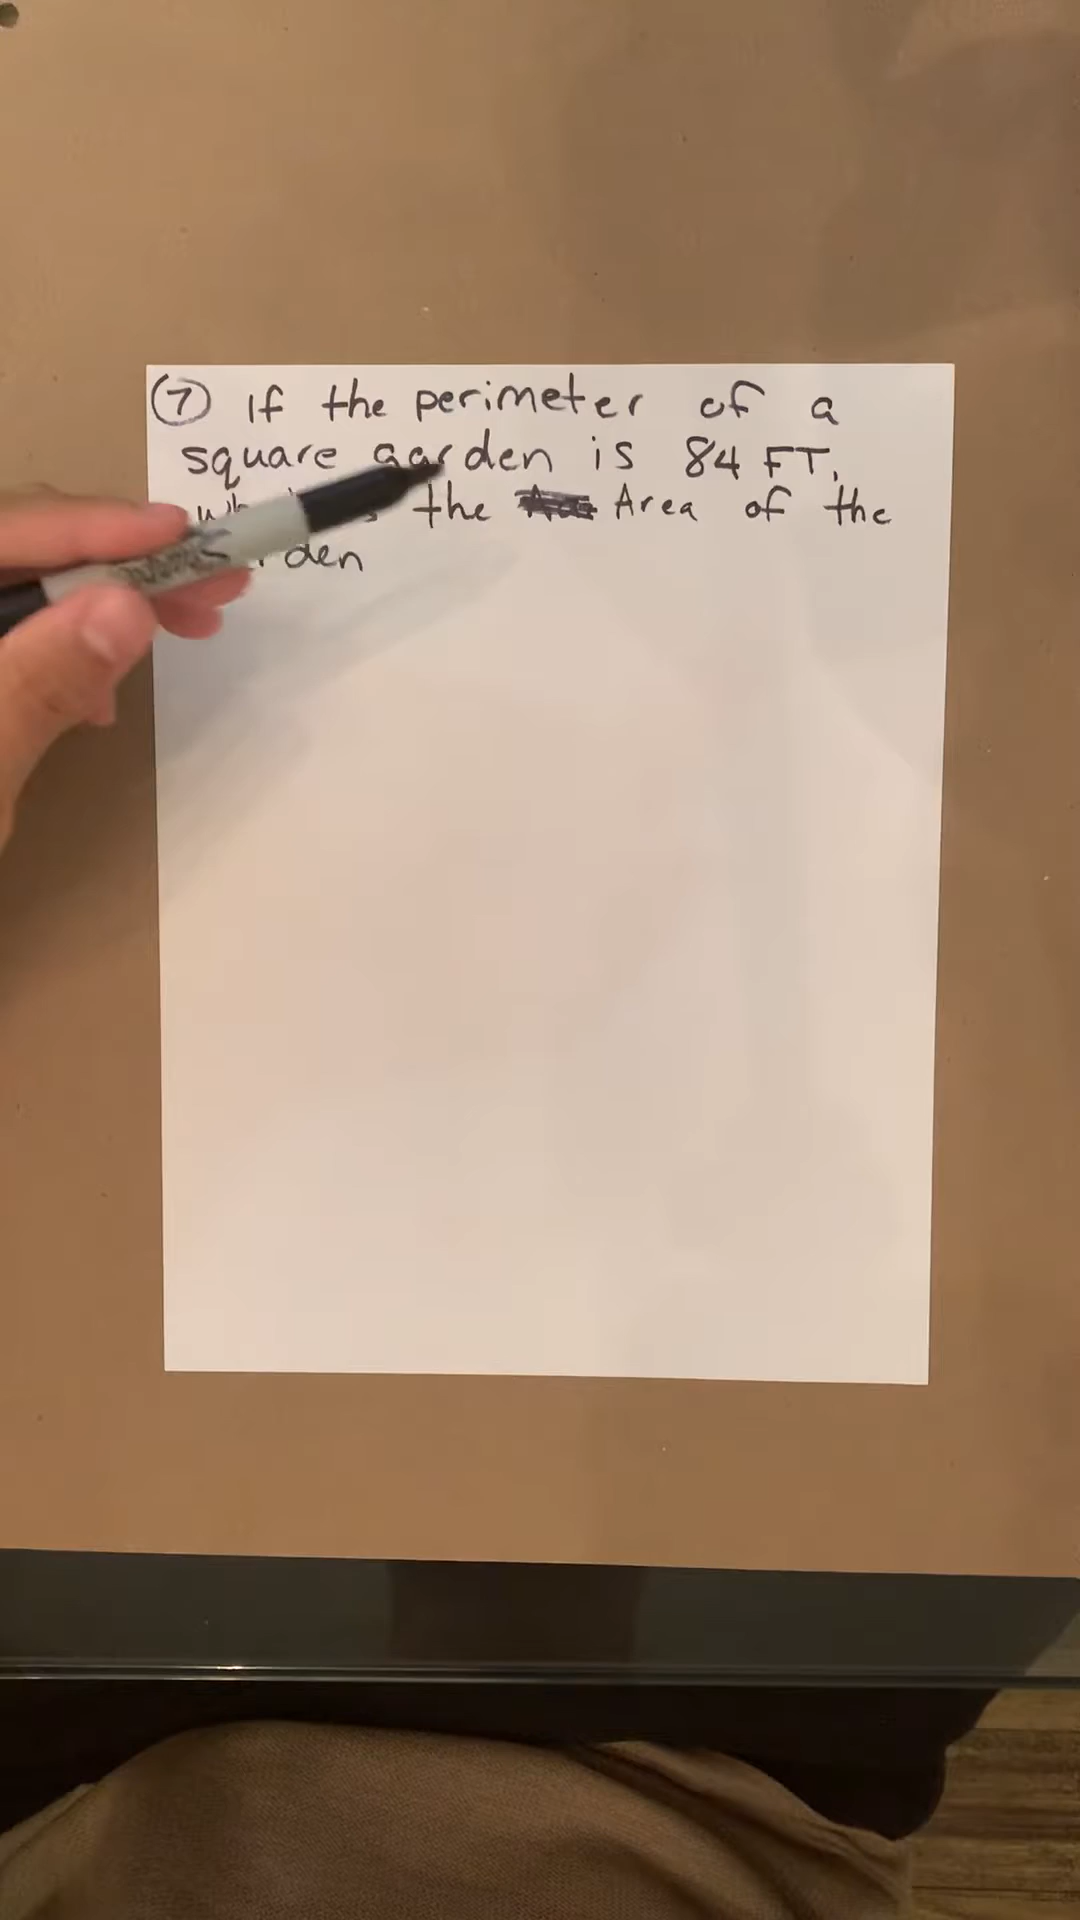 ⑦ If the perimeter of a
square garden is 84 FT,
the Area of the
den